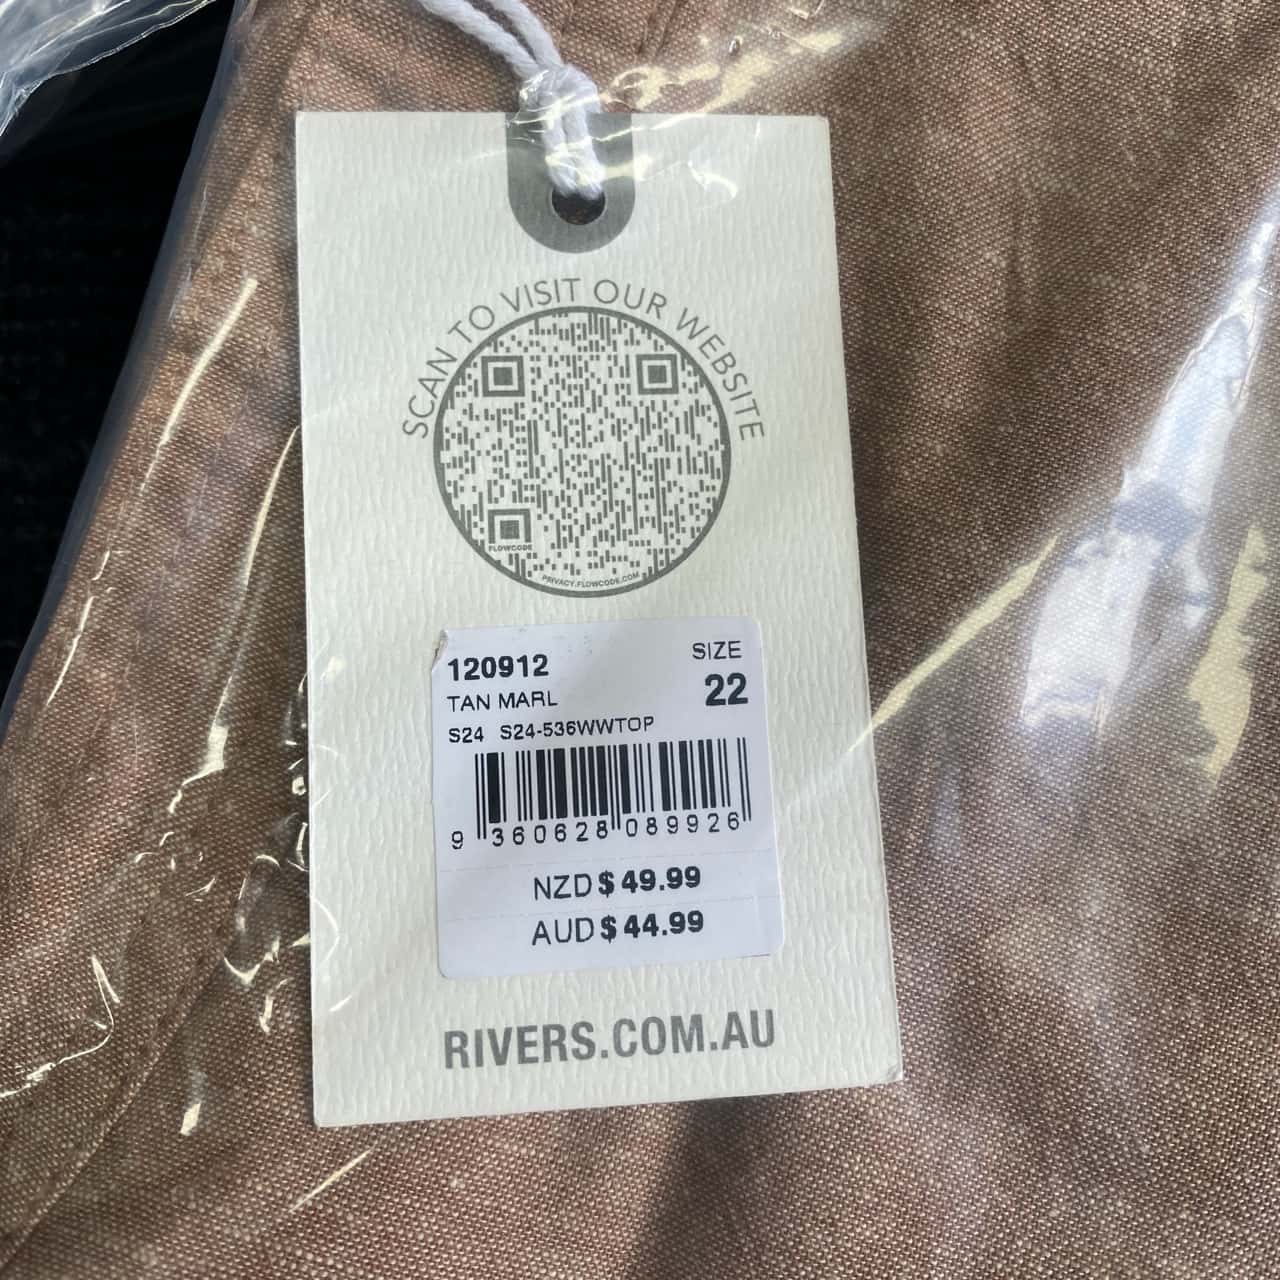 SCAN TO VISIT OUR WEBSITE
FLOWCODE
PRIVACY.FLOWCODE.COM
120912
SIZE
TAN MARL
22
S24 S24-536WWTOP
9 360628 089926
NZD $ 49.99
AUD $ 44.99
RIVERS.COM.AU